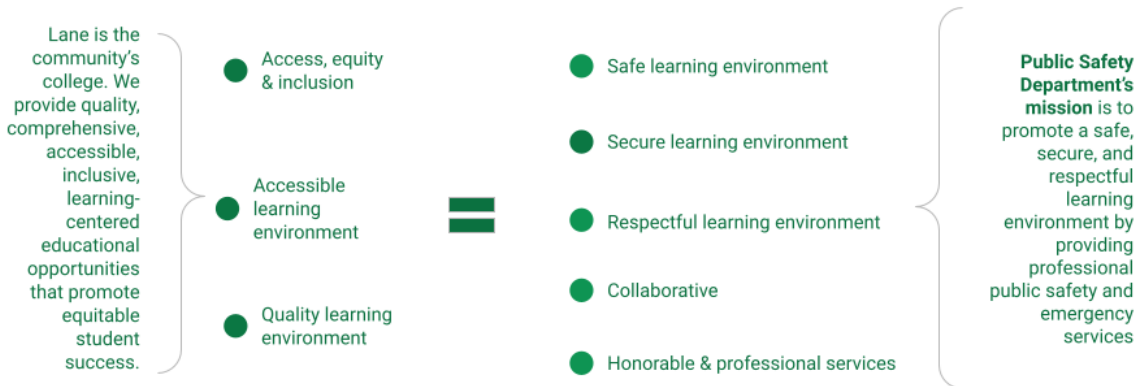 Lane is the
community's
college. We
provide quality,
comprehensive,
accessible,
inclusive,
learning-
centered
educational
opportunities
that promote
equitable
student
success.
Access, equity
& inclusion
Accessible
learning
environment
Quality learning
environment
Safe learning environment
Secure learning environment
Respectful learning environment
Collaborative
Honorable & professional services
Public Safety
Department's
mission is to
promote a safe,
secure, and
respectful
learning
environment by
providing
professional
public safety and
emergency
services